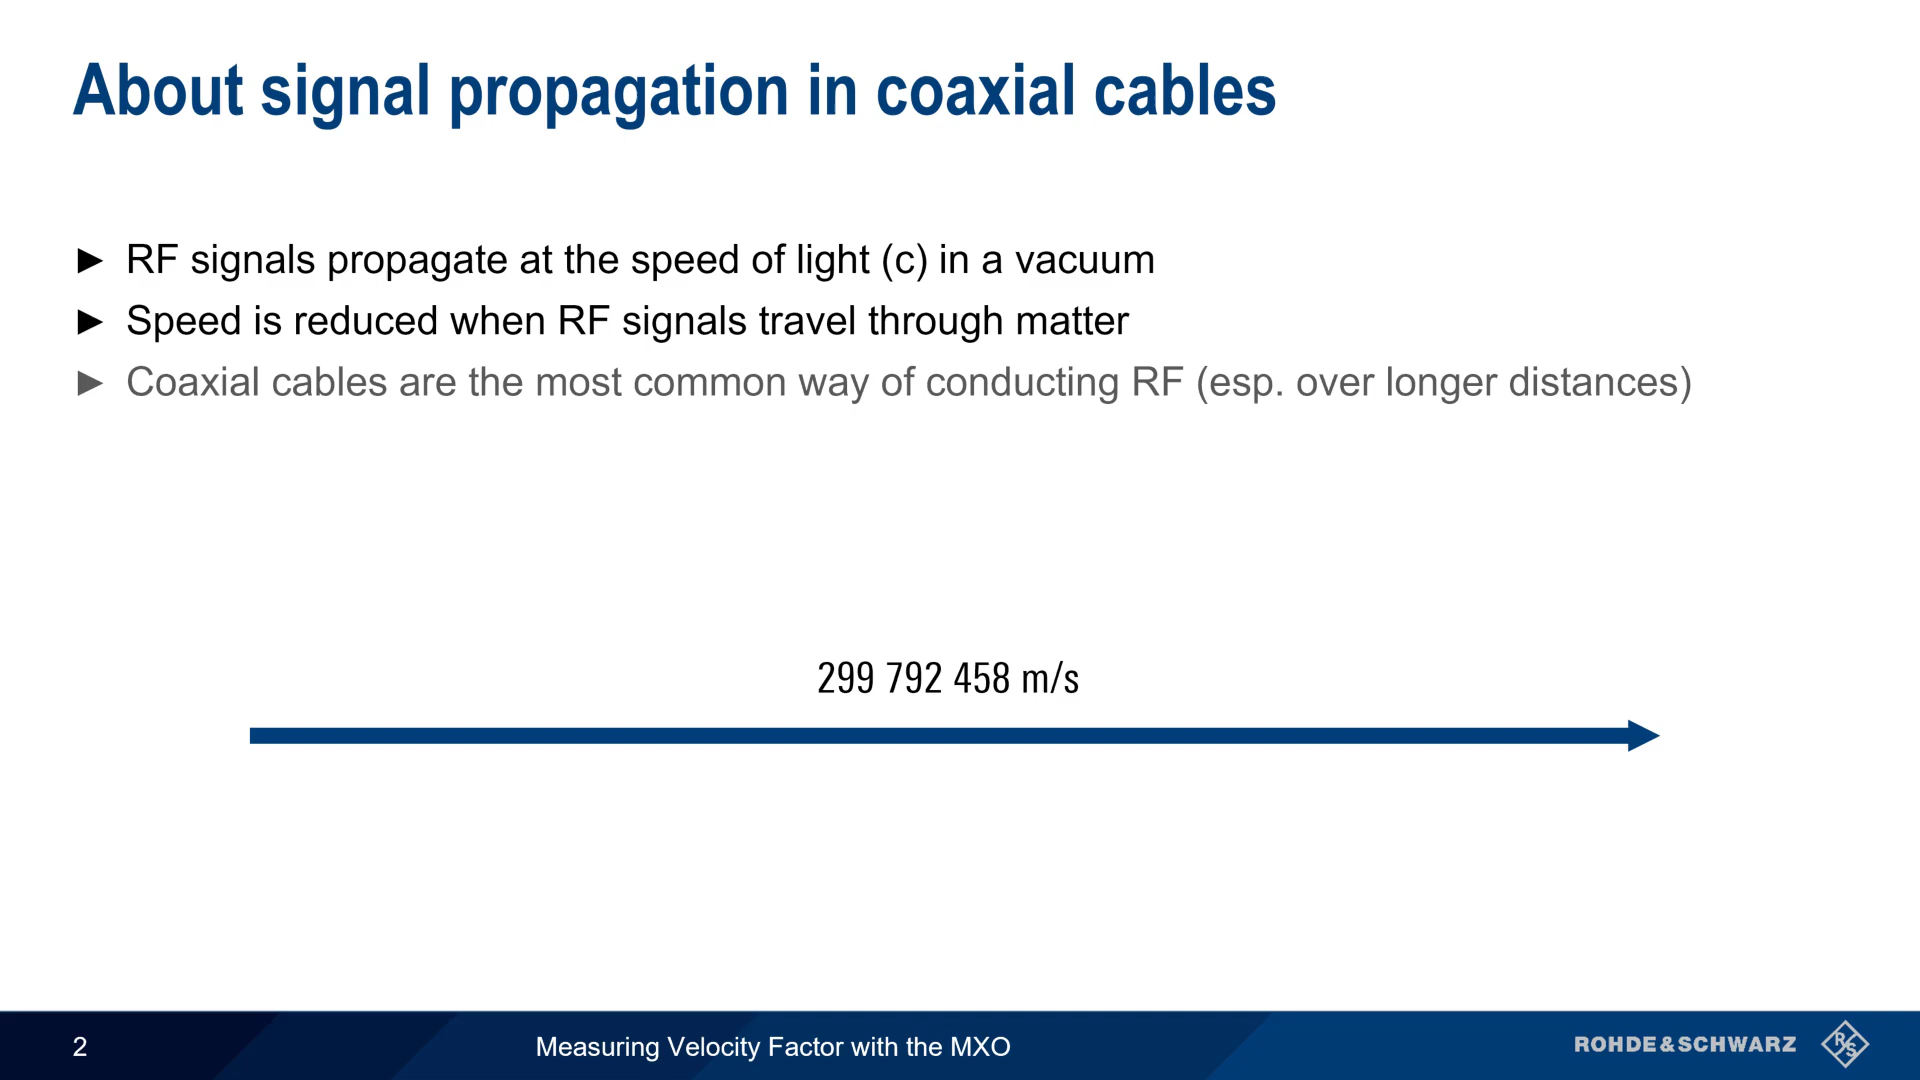 About signal propagation in coaxial cables
► RF signals propagate at the speed of light (c) in a vacuum
► Speed is reduced when RF signals travel through matter
► Coaxial cables are the most common way of conducting RF (esp. over longer distances)
299 792 458 m/s
2
Measuring Velocity Factor with the MXO
ROHDE&SCHWARZ
R&S